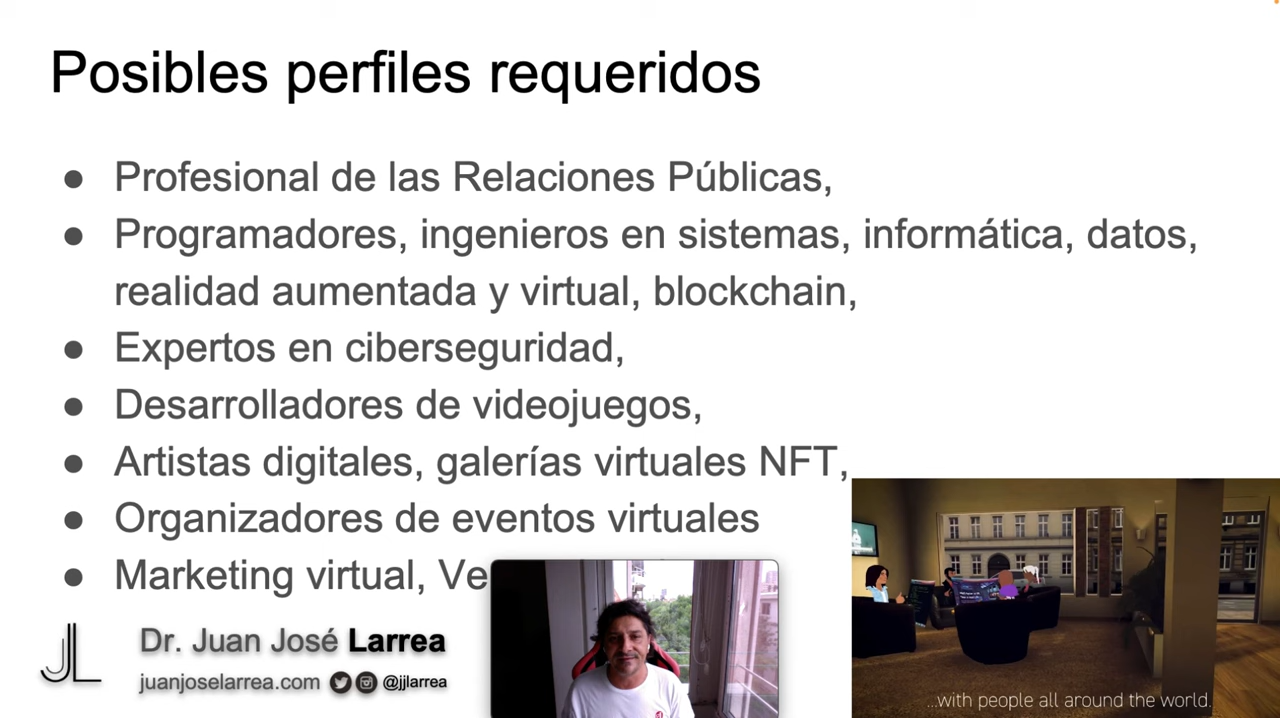 Posibles perfiles requeridos
● Profesional de las Relaciones Públicas,
● Programadores, ingenieros en sistemas, informática, datos,
realidad aumentada y virtual, blockchain,
● Expertos en ciberseguridad,
● Desarrolladores de videojuegos,
● Artistas digitales, galerías virtuales NFT,
● Organizadores de eventos virtuales
● Marketing virtual, Ve
JL
Dr. Juan José Larrea
juanjoselarrea.com @jjlarrea
...with people all around the world.